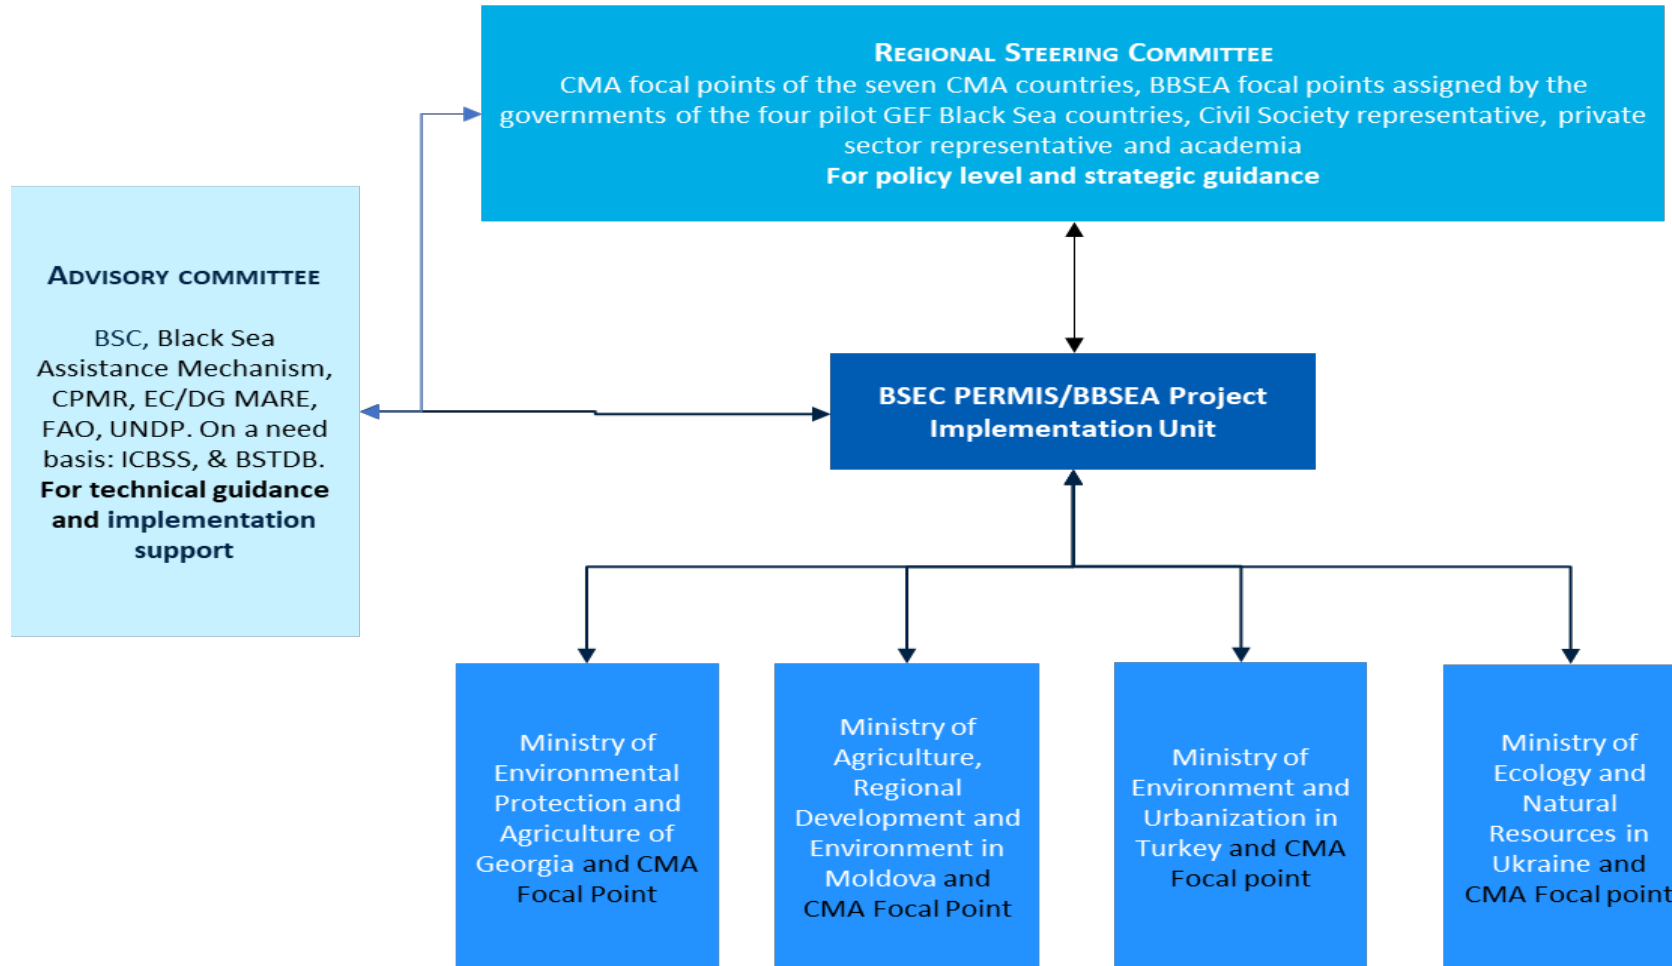 REGIONAL STEERING COMMITTEE
CMA focal points of the seven CMA countries, BBSEA focal points assigned by the
governments of the four pilot GEF Black Sea countries, Civil Society representative, private
sector representative and academia
For policy level and strategic guidance
ADVISORY COMMITTEE
BSC, Black Sea
Assistance Mechanism,
CPMR, EC/DG MARE,
FAO, UNDP. On a need
basis: ICBSS, & BSTDB.
For technical guidance
and implementation
support
BSEC PERMIS/BBSEA Project
Implementation Unit
Ministry of
Environmental
Protection and
Agriculture of
Georgia and CMA
Focal Point
Ministry of
Agriculture,
Regional
Development and
Environment in
Moldova and
CMA Focal Point
Ministry of
Environment and
Urbanization in
Turkey and CMA
Focal point
Ministry of
Ecology and
Natural
Resources in
Ukraine and
CMA Focal point